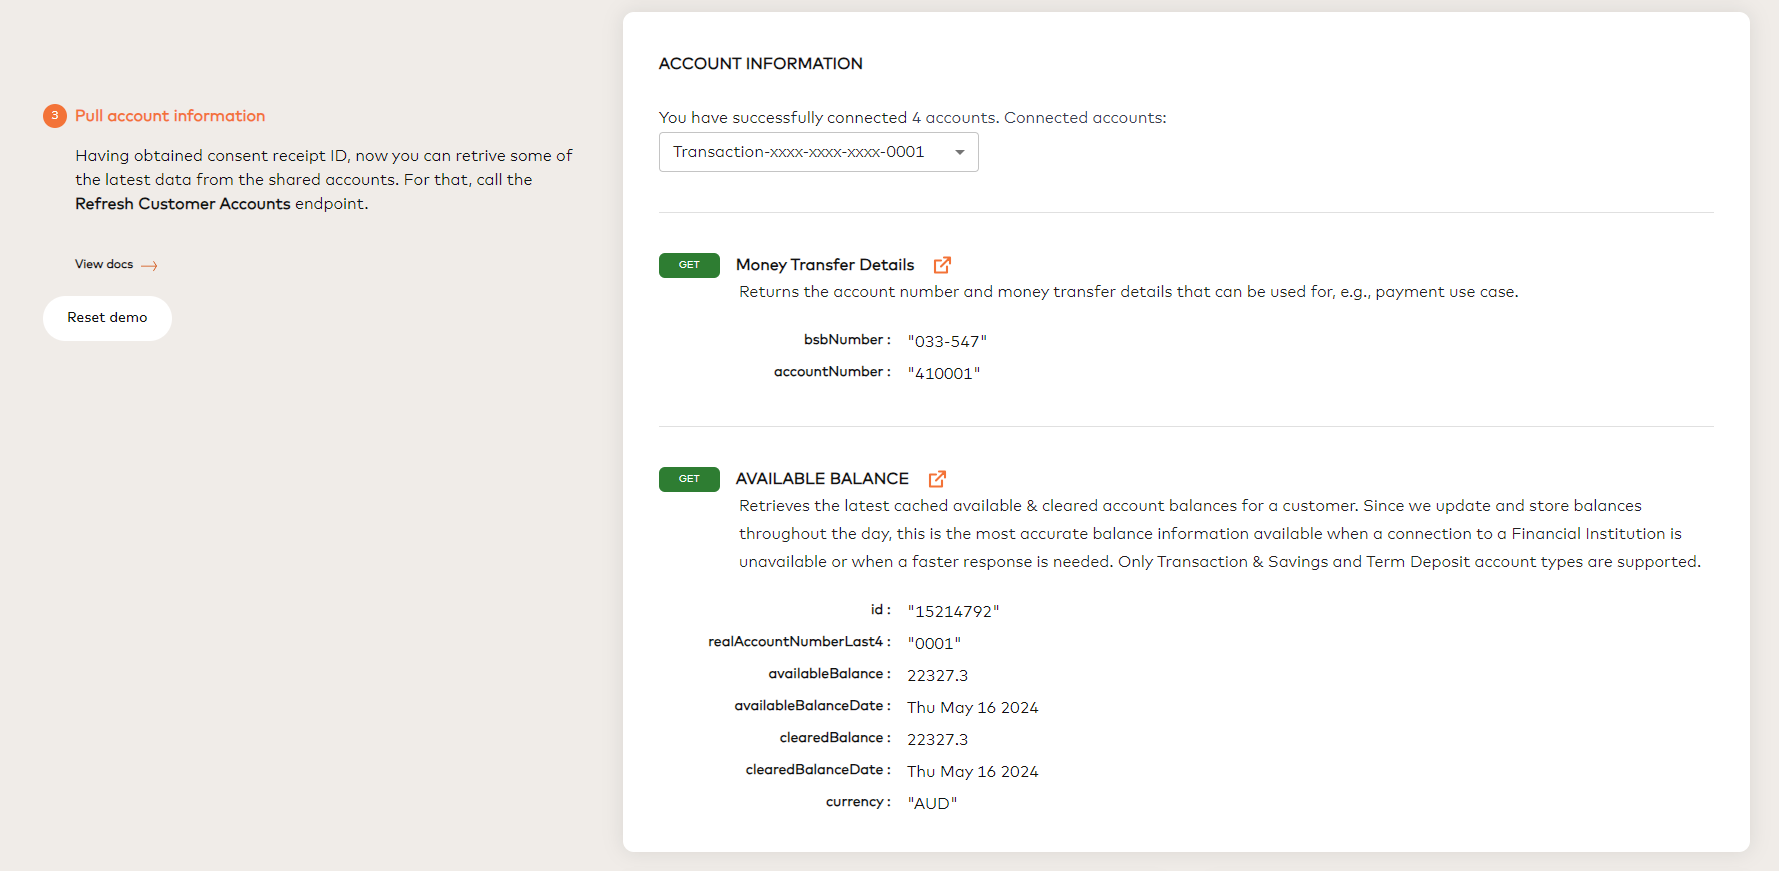 3 Pull account information
Having obtained consent receipt ID, now you can retrive some of
the latest data from the shared accounts. For that, call the
Refresh Customer Accounts endpoint.
View docs →
Reset demo
ACCOUNT INFORMATION
You have successfully connected 4 accounts. Connected accounts:
Transaction-xxxx-xxxx-xxxx-0001
GET Money Transfer Details
Returns the account number and money transfer details that can be used for, e.g., payment use case.
bsbNumber : "033-547"
accountNumber : "410001"
GET AVAILABLE BALANCE
Retrieves the latest cached available & cleared account balances for a customer. Since we update and store balances
throughout the day, this is the most accurate balance information available when a connection to a Financial Institution is
unavailable or when a faster response is needed. Only Transaction & Savings and Term Deposit account types are supported.
id : "15214792"
realAccountNumberLast4 : "0001"
availableBalance : 22327.3
availableBalanceDate : Thu May 16 2024
clearedBalance : 22327.3
clearedBalanceDate : Thu May 16 2024
currency : "AUD"